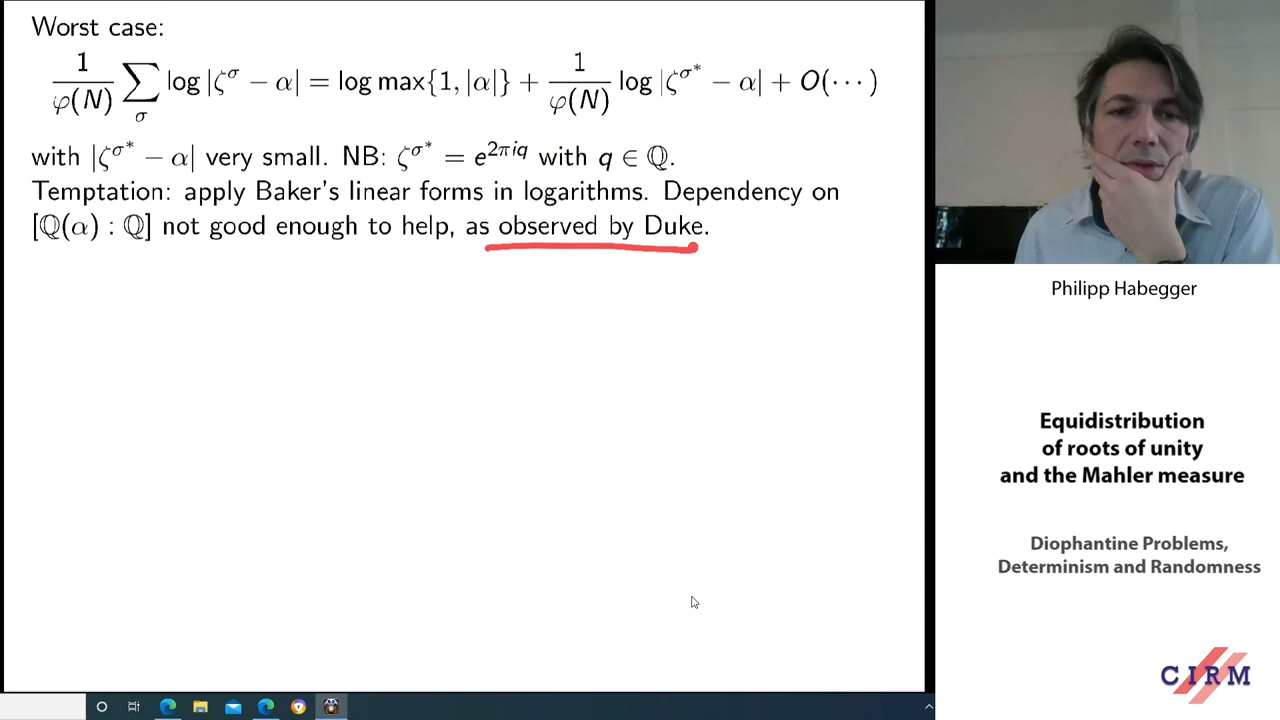 Worst case:
1/φ(N) ∑_σ log |ζ^σ − α| = log max{1, |α|} + 1/φ(N) log |ζ^{σ*} − α| + O(···)
with |ζ^{σ*} − α| very small. NB: ζ^{σ*} = e^{2πiq} with q ∈ ℚ.
Temptation: apply Baker's linear forms in logarithms. Dependency on
[ℚ(α) : ℚ] not good enough to help, as observed by Duke.
Philipp Habegger
Equidistribution
of roots of unity
and the Mahler measure
Diophantine Problems,
Determinism and Randomness
CIRM